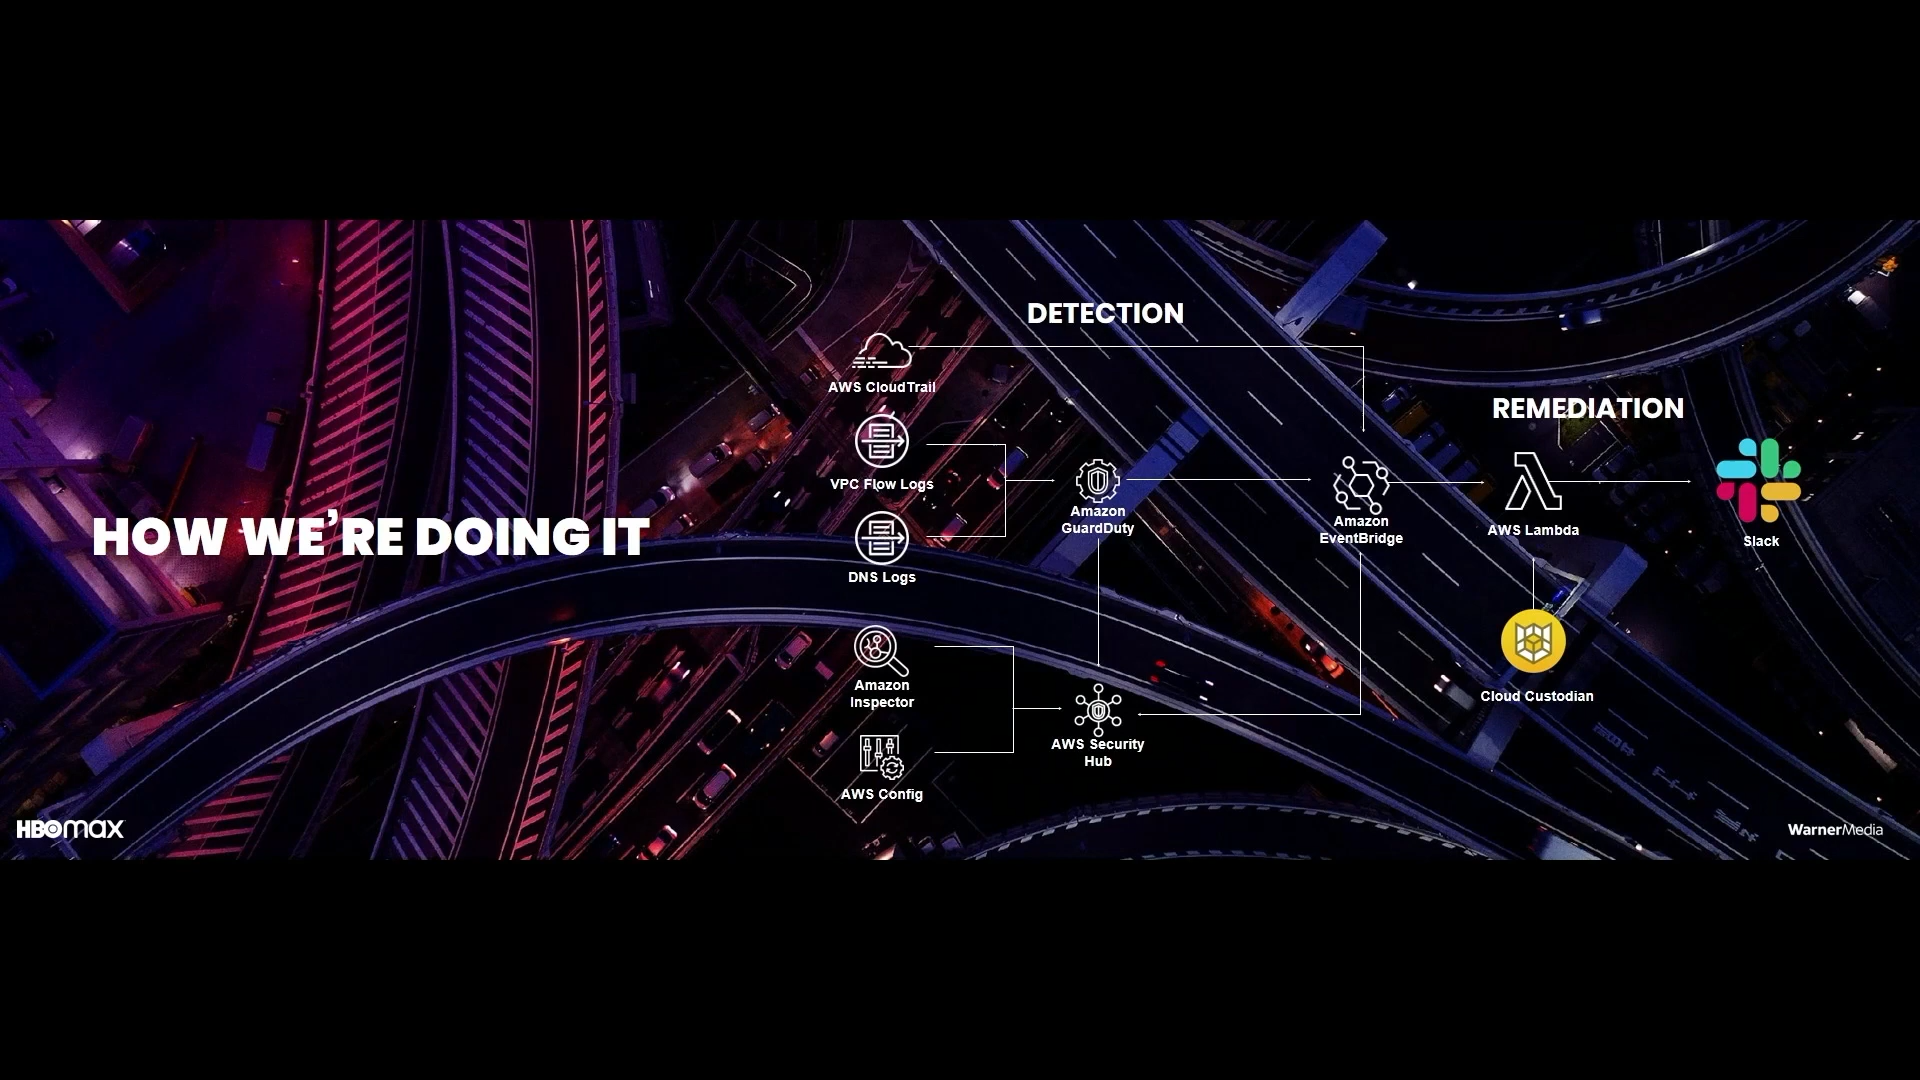 DETECTION
AWS CloudTrail
REMEDIATION
VPC Flow Logs
Amazon
GuardDuty
Amazon
EventBridge
AWS Lambda
Slack
HOW WE’RE DOING IT
DNS Logs
Amazon
Inspector
Cloud Custodian
AWS Security
Hub
AWS Config
HBOMAX
WarnerMedia